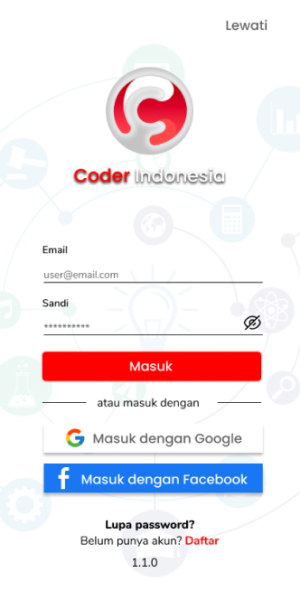 Lewati
Coder Indonesia
Email
user@email.com
Sandi
**********
Masuk
atau masuk dengan
Masuk dengan Google
Masuk dengan Facebook
Lupa password?
Belum punya akun? Daftar
1.1.0